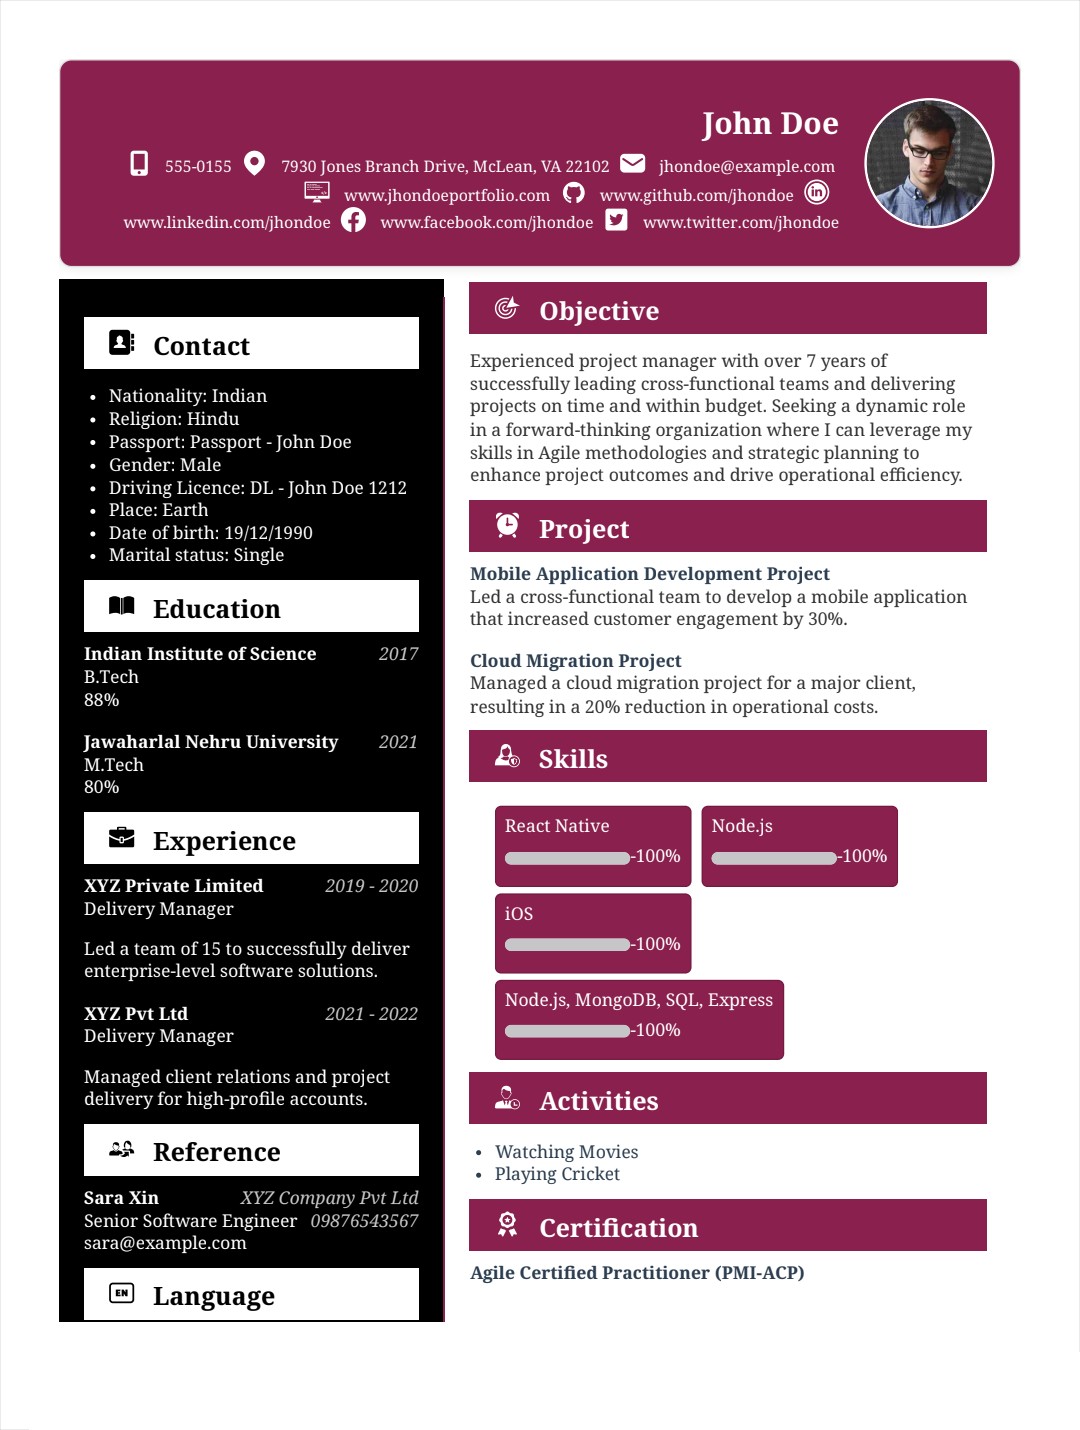 John Doe
555-0155 7930 Jones Branch Drive, McLean, VA 22102 jhondoe@example.com
www.jhondoeportfolio.com www.github.com/jhondoe
www.linkedin.com/jhondoe www.facebook.com/jhondoe www.twitter.com/jhondoe
Contact
Nationality: Indian
Religion: Hindu
Passport: Passport - John Doe
Gender: Male
Driving Licence: DL - John Doe 1212
Place: Earth
Date of birth: 19/12/1990
Marital status: Single
Education
Indian Institute of Science 2017
B.Tech
88%
Jawaharlal Nehru University 2021
M.Tech
80%
Experience
XYZ Private Limited 2019 - 2020
Delivery Manager
Led a team of 15 to successfully deliver
enterprise-level software solutions.
XYZ Pvt Ltd 2021 - 2022
Delivery Manager
Managed client relations and project
delivery for high-profile accounts.
Reference
Sara Xin XYZ Company Pvt Ltd
Senior Software Engineer 09876543567
sara@example.com
EN Language
Objective
Experienced project manager with over 7 years of
successfully leading cross-functional teams and delivering
projects on time and within budget. Seeking a dynamic role
in a forward-thinking organization where I can leverage my
skills in Agile methodologies and strategic planning to
enhance project outcomes and drive operational efficiency.
Project
Mobile Application Development Project
Led a cross-functional team to develop a mobile application
that increased customer engagement by 30%.
Cloud Migration Project
Managed a cloud migration project for a major client,
resulting in a 20% reduction in operational costs.
Skills
React Native Node.js
-100% -100%
iOS
-100%
Node.js, MongoDB, SQL, Express
-100%
Activities
Watching Movies
Playing Cricket
Certification
Agile Certified Practitioner (PMI-ACP)